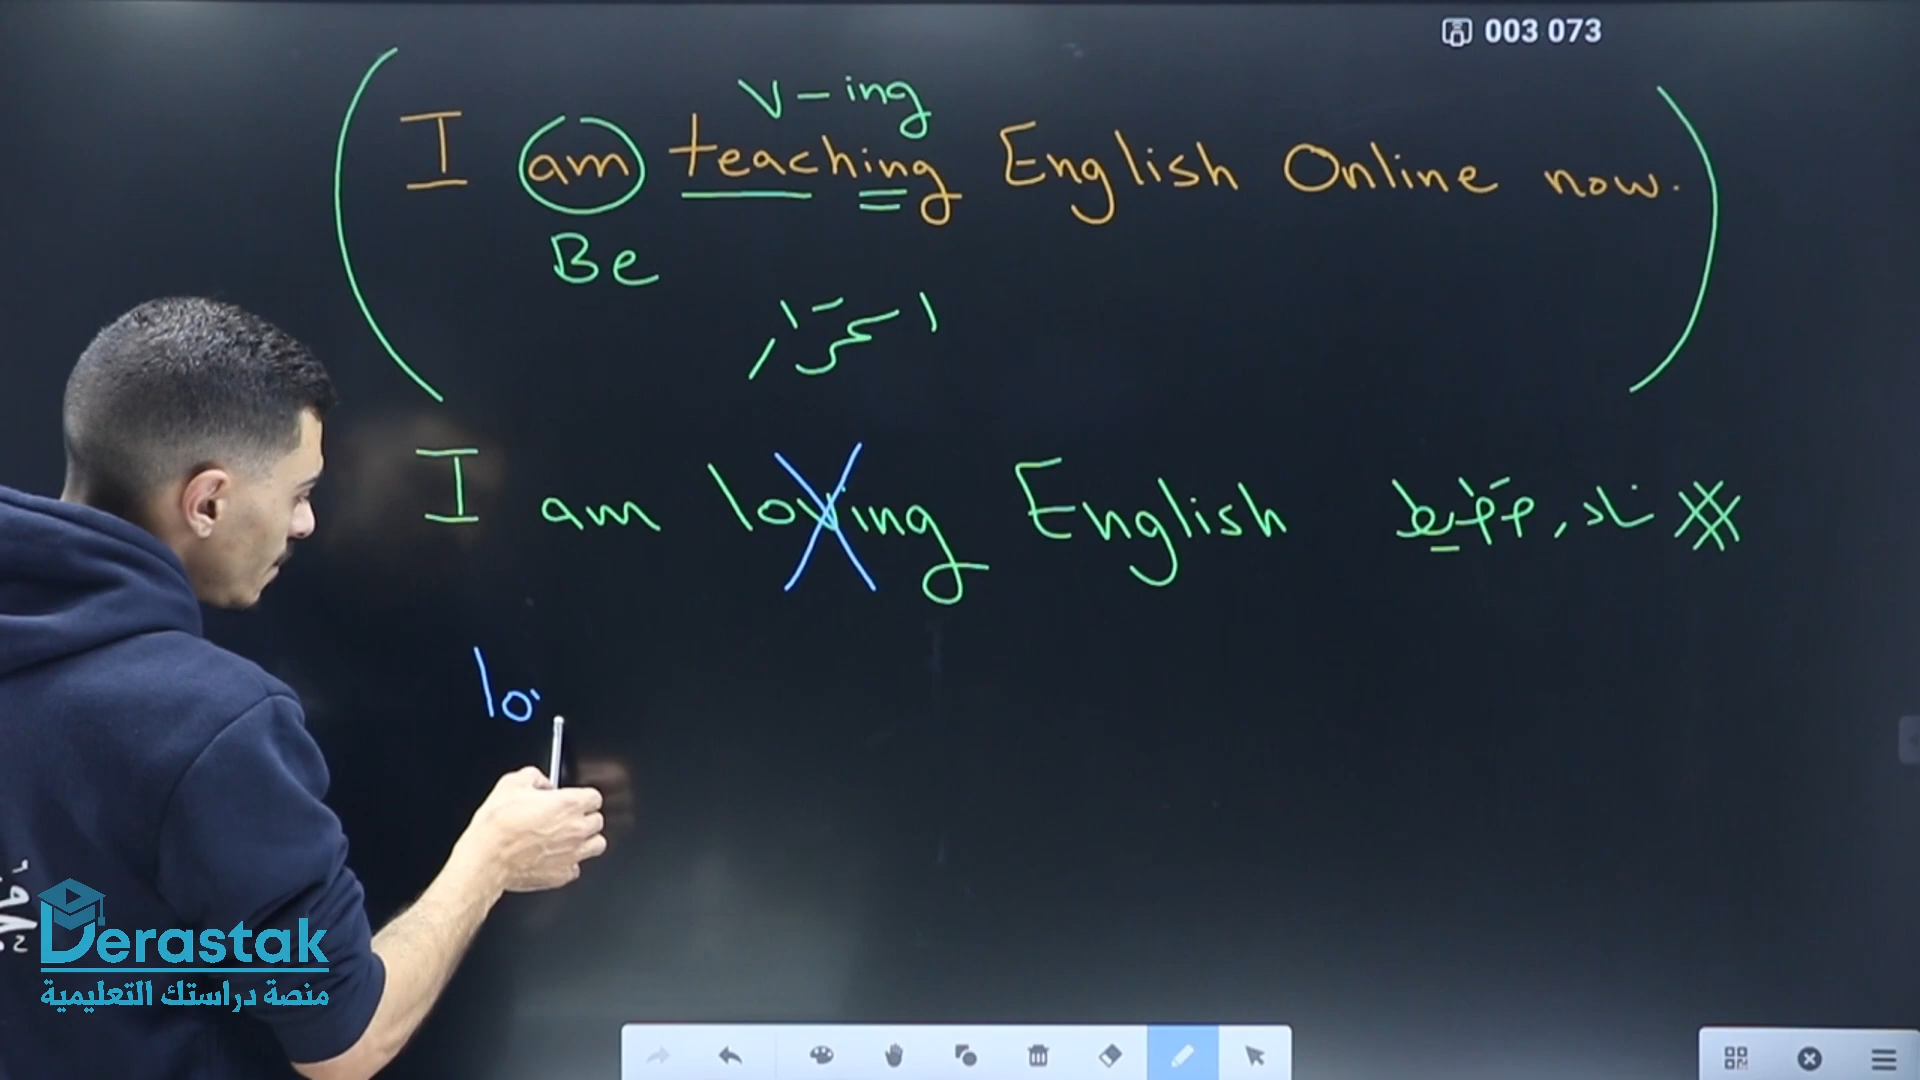 003 073
V-ing
I am teaching English Online now.
Be
I am loving English
lo
Derastak
منصة دراستك التعليمية